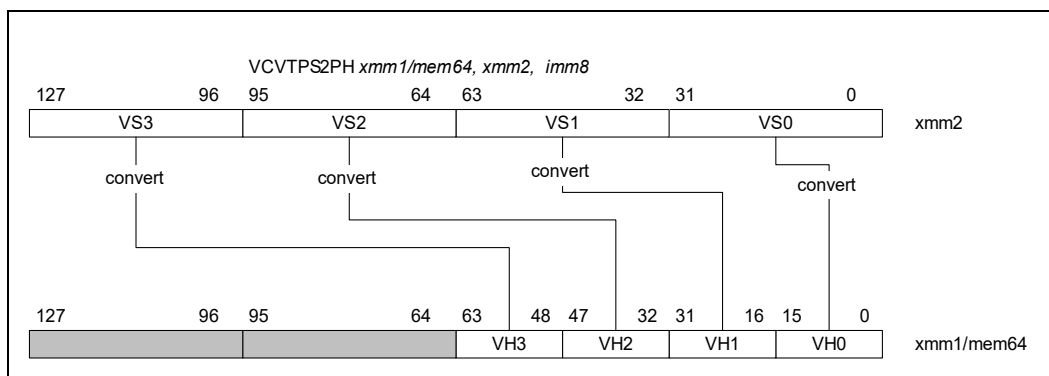 VCVTPS2PH xmm1/mem64, xmm2, imm8
127 96 95 64 63 32 31 0
VS3 VS2 VS1 VS0 xmm2
convert convert convert convert
127 96 95 64 63 48 47 32 31 16 15 0
VH3 VH2 VH1 VH0 xmm1/mem64